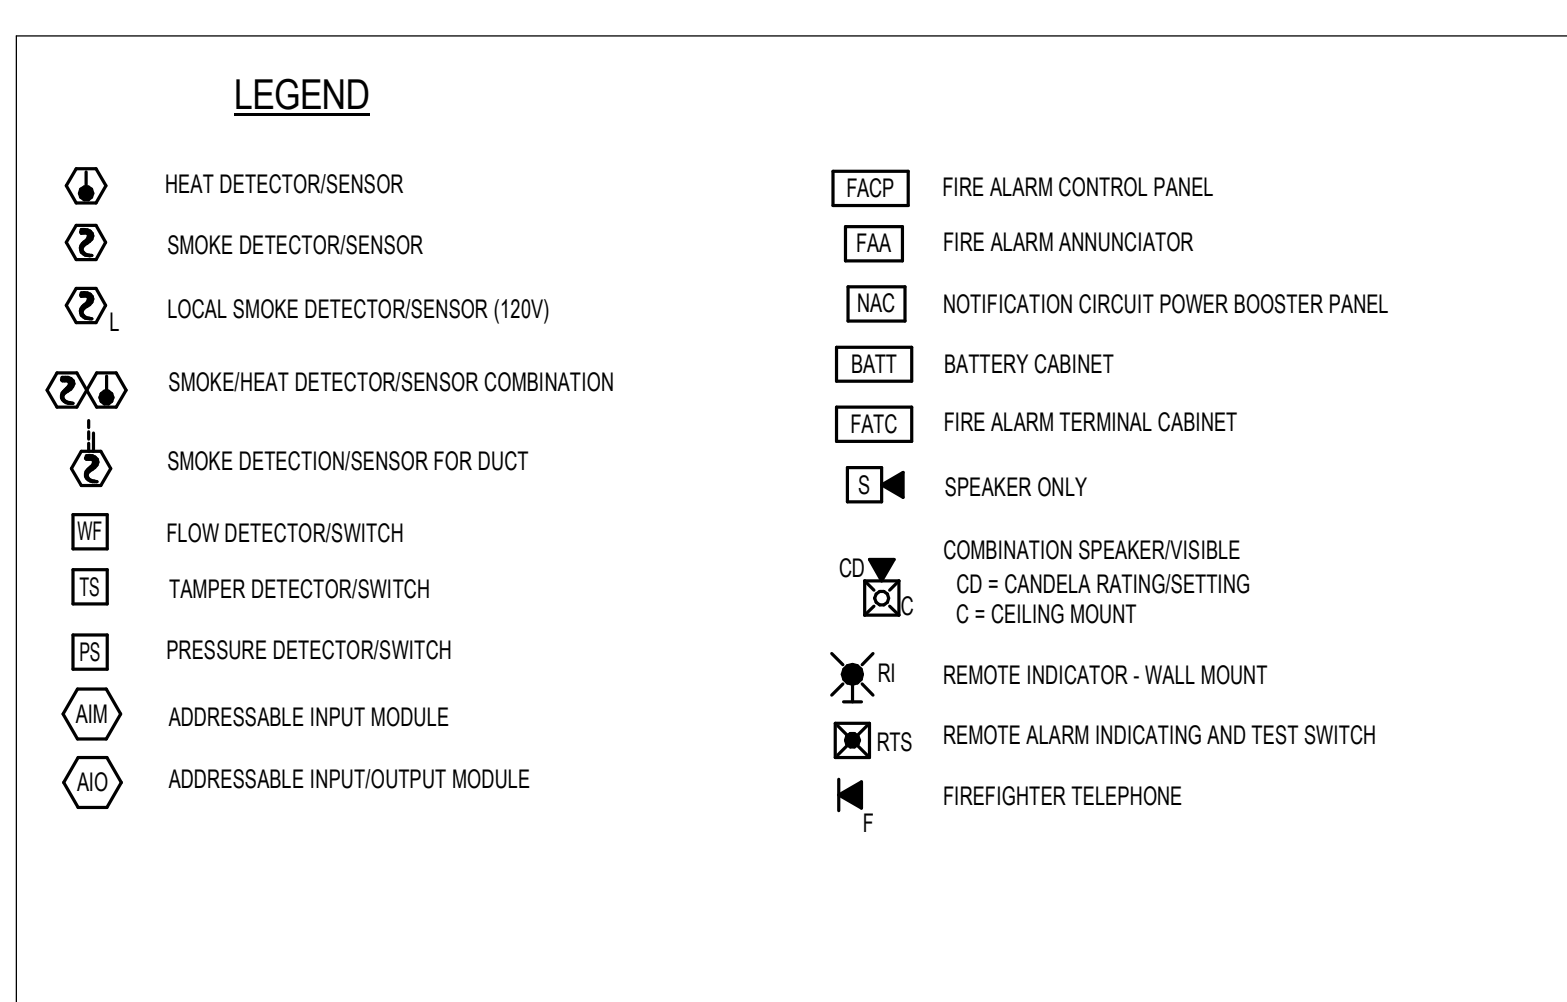 LEGEND
HEAT DETECTOR/SENSOR
SMOKE DETECTOR/SENSOR
L LOCAL SMOKE DETECTOR/SENSOR (120V)
SMOKE/HEAT DETECTOR/SENSOR COMBINATION
SMOKE DETECTION/SENSOR FOR DUCT
WF FLOW DETECTOR/SWITCH
TS TAMPER DETECTOR/SWITCH
PS PRESSURE DETECTOR/SWITCH
AIM ADDRESSABLE INPUT MODULE
AIO ADDRESSABLE INPUT/OUTPUT MODULE
FACP FIRE ALARM CONTROL PANEL
FAA FIRE ALARM ANNUNCIATOR
NAC NOTIFICATION CIRCUIT POWER BOOSTER PANEL
BATT BATTERY CABINET
FATC FIRE ALARM TERMINAL CABINET
S SPEAKER ONLY
COMBINATION SPEAKER/VISIBLE
CD CD = CANDELA RATING/SETTING
C C = CEILING MOUNT
RI REMOTE INDICATOR - WALL MOUNT
RTS REMOTE ALARM INDICATING AND TEST SWITCH
F FIREFIGHTER TELEPHONE